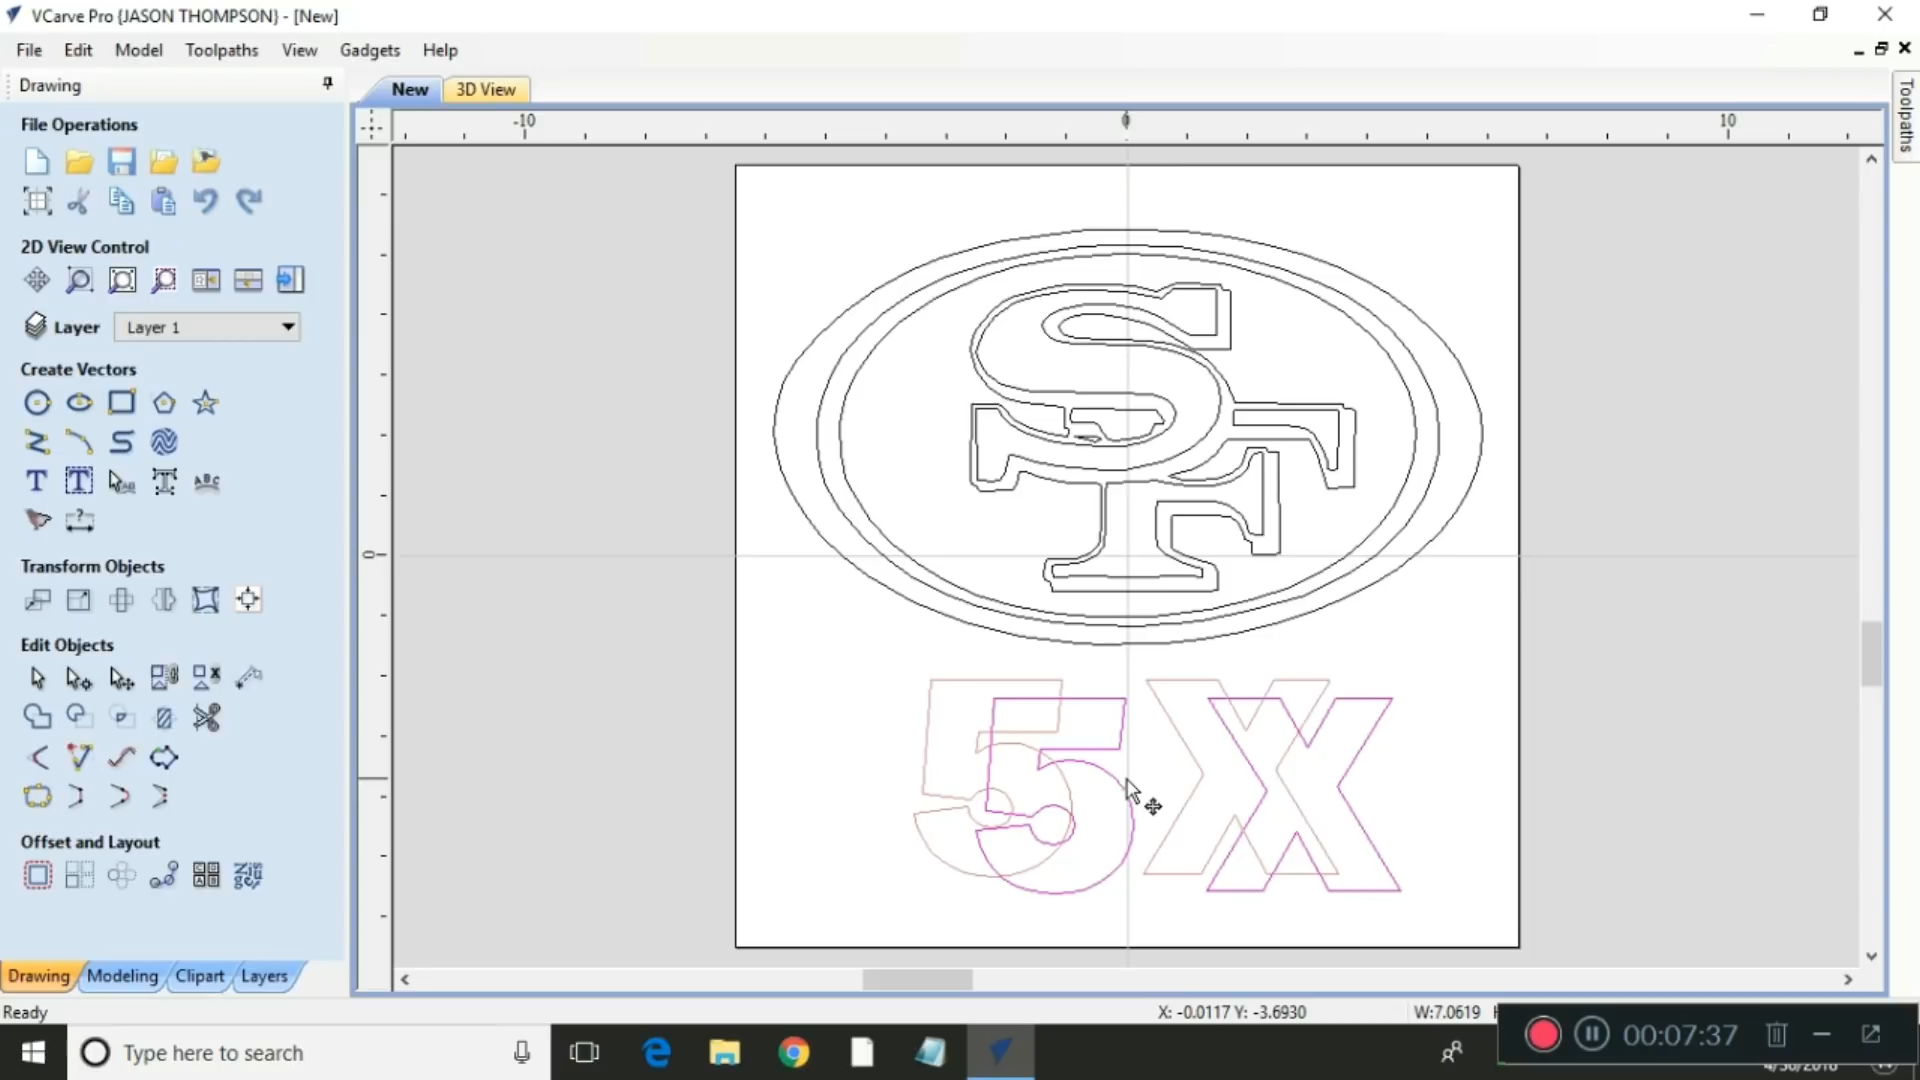 VCarve Pro {JASON THOMPSON} - [New]
File Edit Model Toolpaths View Gadgets Help
Drawing
New 3D View
Toolpaths
-10 0 10
File Operations
2D View Control
Layer Layer 1
Create Vectors
Transform Objects
Edit Objects
Offset and Layout
0
SF
5X
Drawing Modeling Clipart Layers
Ready
X: -0.0117 Y: -3.6930
W:7.0619
00:07:37
Type here to search